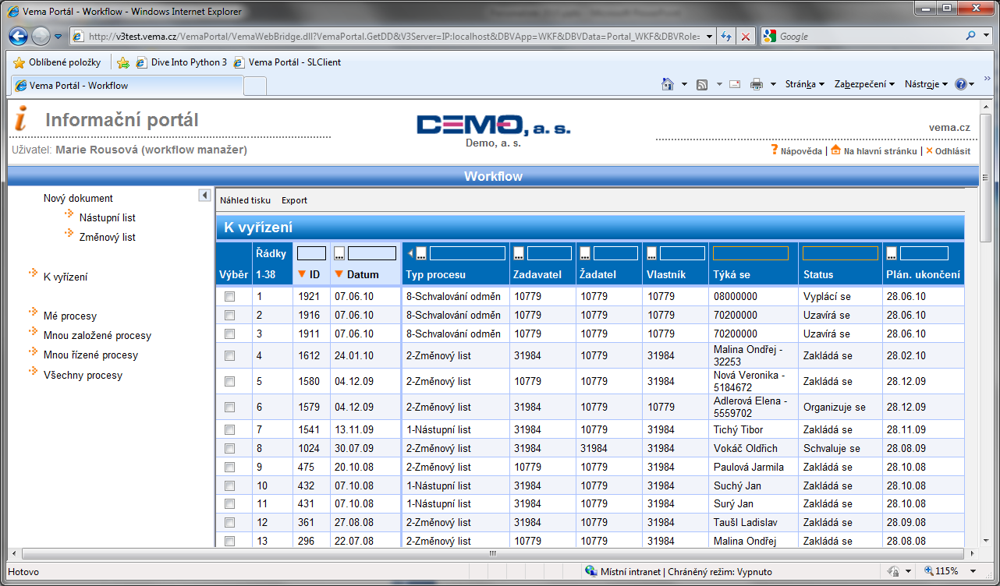 Vema Portál - Workflow - Windows Internet Explorer
http://v3test.vema.cz/VemaPortal/VemaWebBridge.dll?VemaPortal.GetDD&V3Server=IP:localhost&DBVApp=WKF&DBVData=Portal_WKF&DBVRole=
Google
Oblíbené položky Dive Into Python 3 Vema Portál - SLClient
Vema Portál - Workflow
Stránka Zabezpečení Nástroje
Informační portál
DEMO, a. s.
Demo, a. s.
vema.cz
Uživatel: Marie Rousová (workflow manažer)
Nápověda | Na hlavní stránku | Odhlásit
Workflow
Nový dokument
Nástupní list
Změnový list
K vyřízení
Mé procesy
Mnou založené procesy
Mnou řízené procesy
Všechny procesy
Náhled tisku Export
K vyřízení
Výběr Řádky 1-38 ID Datum Typ procesu Zadavatel Žadatel Vlastník Týká se Status Plán. ukončení
1 1921 07.06.10 8-Schvalování odměn 10779 10779 10779 08000000 Vyplácí se 28.06.10
2 1916 07.06.10 8-Schvalování odměn 10779 10779 10779 70200000 Uzavírá se 28.06.10
3 1911 07.06.10 8-Schvalování odměn 10779 10779 10779 70200000 Uzavírá se 28.06.10
4 1612 24.01.10 2-Změnový list 31984 10779 31984 Malina Ondřej - 32253 Zakládá se 28.02.10
5 1580 04.12.09 2-Změnový list 10779 10779 31984 Nová Veronika - 5184672 Zakládá se 28.12.09
6 1579 04.12.09 2-Změnový list 31984 10779 10779 Adlerová Elena - 5559702 Organizuje se 28.12.09
7 1541 13.11.09 1-Nástupní list 31984 10779 31984 Tichý Tibor Zakládá se 28.11.09
8 1024 30.07.09 2-Změnový list 31984 31984 31984 Vokáč Oldřich Schvaluje se 28.08.09
9 475 20.10.08 2-Změnový list 10779 10779 31984 Paulová Jarmila Zakládá se 28.10.08
10 432 07.10.08 1-Nástupní list 31984 10779 31984 Suchý Jan Zakládá se 28.10.08
11 431 07.10.08 1-Nástupní list 31984 10779 31984 Surý Jan Zakládá se 28.10.08
12 361 27.08.08 2-Změnový list 31984 10779 31984 Taušl Ladislav Zakládá se 28.09.08
13 296 22.07.08 2-Změnový list 10779 10779 31984 Malina Ondřej Zakládá se 28.08.08
Hotovo
Místní intranet | Chráněný režim: Vypnuto
115%